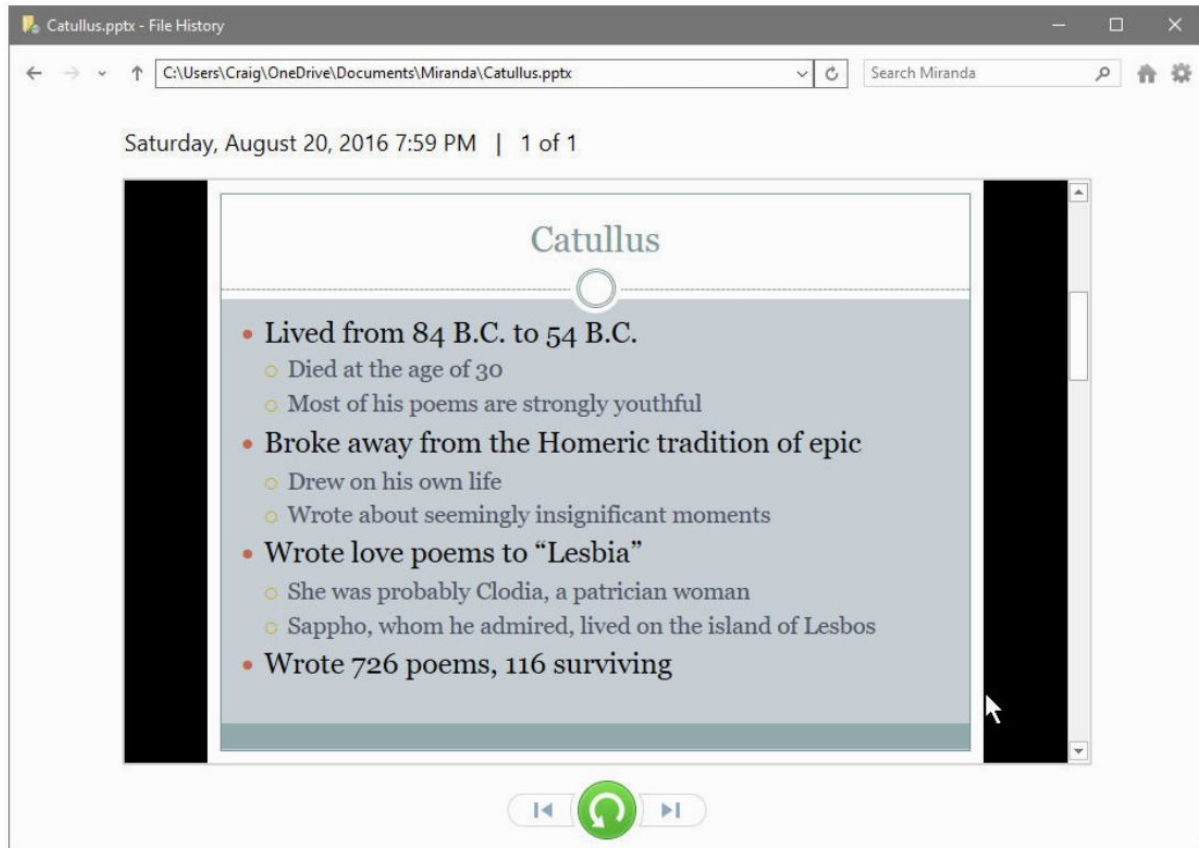 Catullus.pptx - File History
C:\Users\Craig\OneDrive\Documents\Miranda\Catullus.pptx
Search Miranda
Saturday, August 20, 2016 7:59 PM | 1 of 1
Catullus
• Lived from 84 B.C. to 54 B.C.
○ Died at the age of 30
○ Most of his poems are strongly youthful
• Broke away from the Homeric tradition of epic
○ Drew on his own life
○ Wrote about seemingly insignificant moments
• Wrote love poems to “Lesbia”
○ She was probably Clodia, a patrician woman
○ Sappho, whom he admired, lived on the island of Lesbos
• Wrote 726 poems, 116 surviving